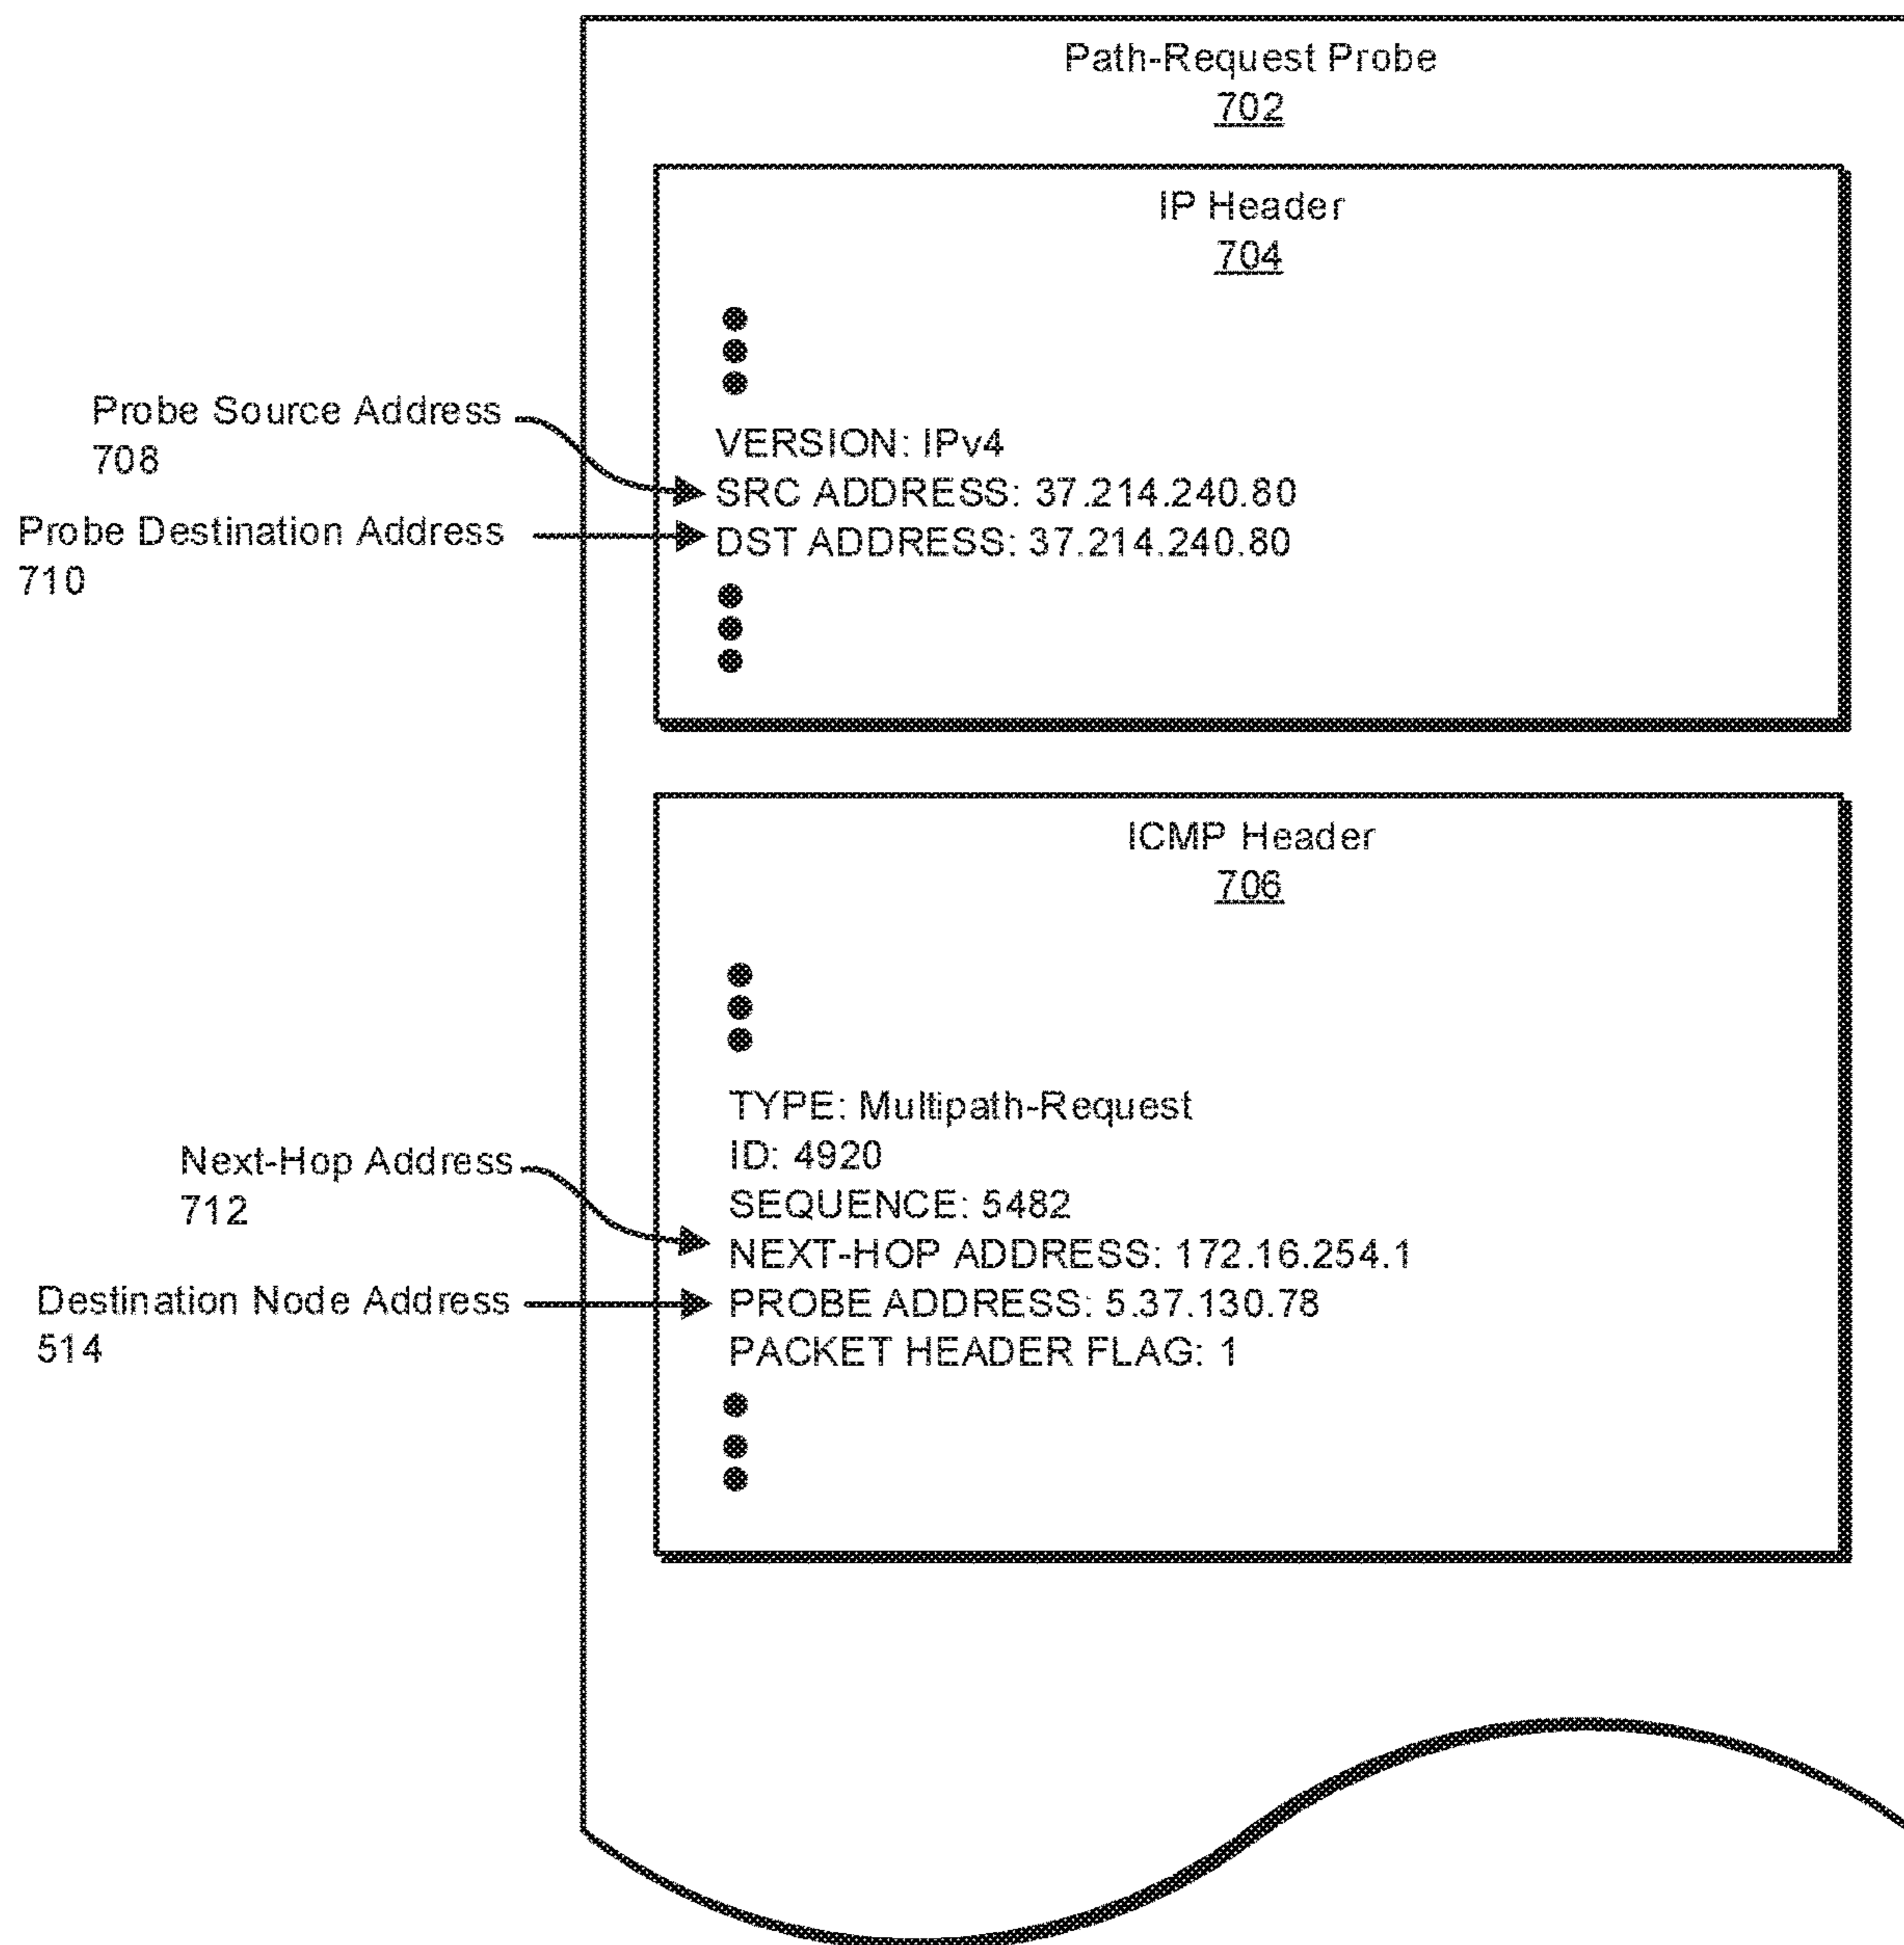 Path-Request Probe
702
IP Header
704
Probe Source Address
708
Probe Destination Address
710
VERSION: IPv4
SRC ADDRESS: 37.214.240.80
DST ADDRESS: 37.214.240.80
ICMP Header
706
Next-Hop Address
712
Destination Node Address
514
TYPE: Multipath-Request
ID: 4920
SEQUENCE: 5482
NEXT-HOP ADDRESS: 172.16.254.1
PROBE ADDRESS: 5.37.130.78
PACKET HEADER FLAG: 1